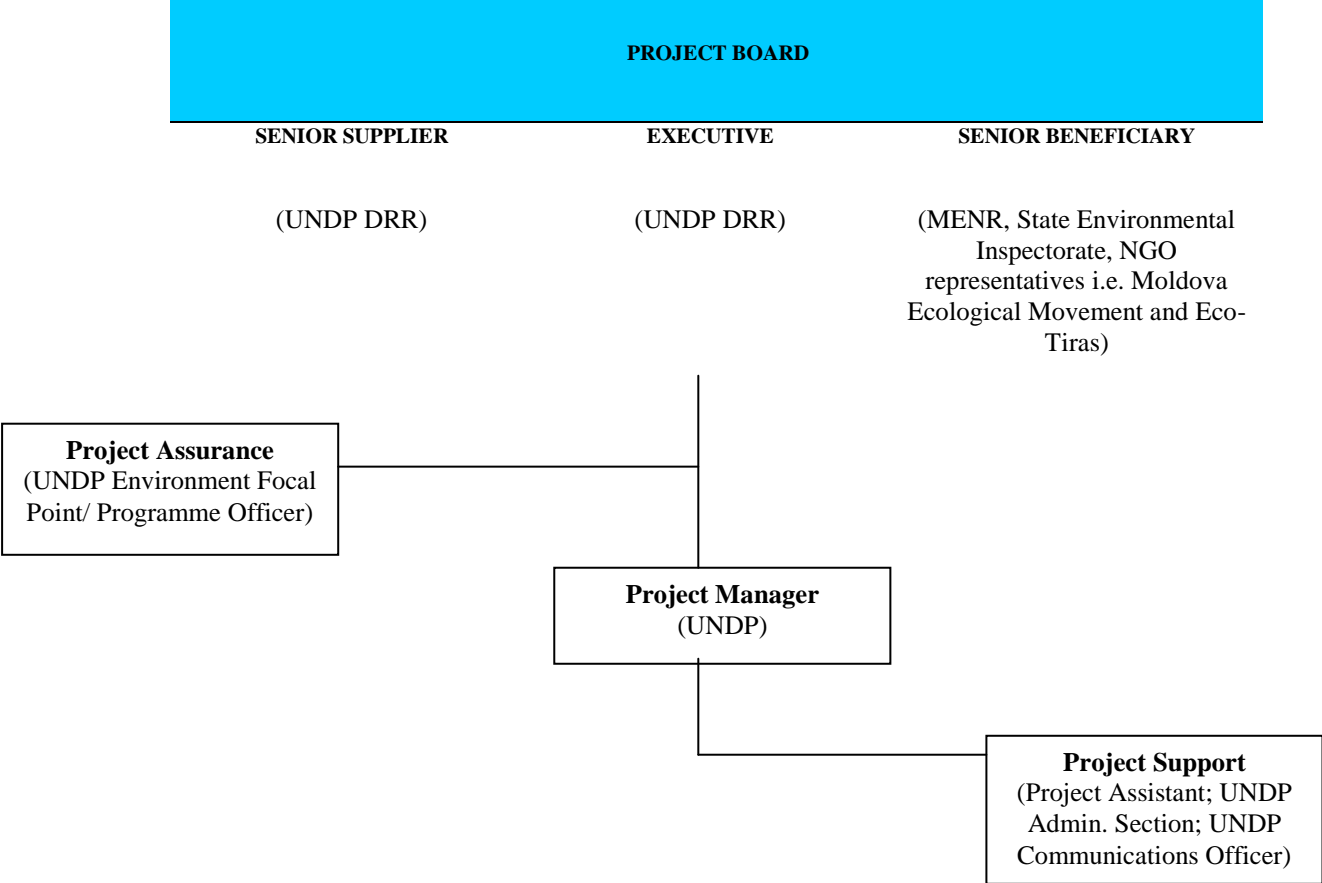 PROJECT BOARD
SENIOR SUPPLIER
EXECUTIVE
SENIOR BENEFICIARY
(UNDP DRR)
(UNDP DRR)
(MENR, State Environmental
Inspectorate, NGO
representatives i.e. Moldova
Ecological Movement and Eco-
Tiras)
Project Assurance
(UNDP Environment Focal
Point/ Programme Officer)
Project Manager
(UNDP)
Project Support
(Project Assistant; UNDP
Admin. Section; UNDP
Communications Officer)